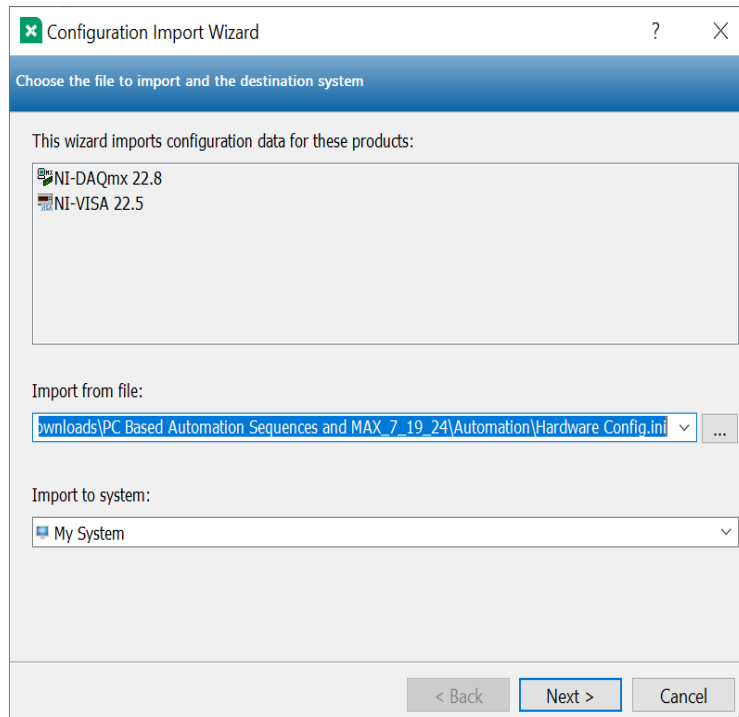 Configuration Import Wizard
Choose the file to import and the destination system
This wizard imports configuration data for these products:
NI-DAQmx 22.8
NI-VISA 22.5
Import from file:
ownloads\PC Based Automation Sequences and MAX_7_19_24\Automation\Hardware Config.ini
...
Import to system:
My System
< Back Next > Cancel